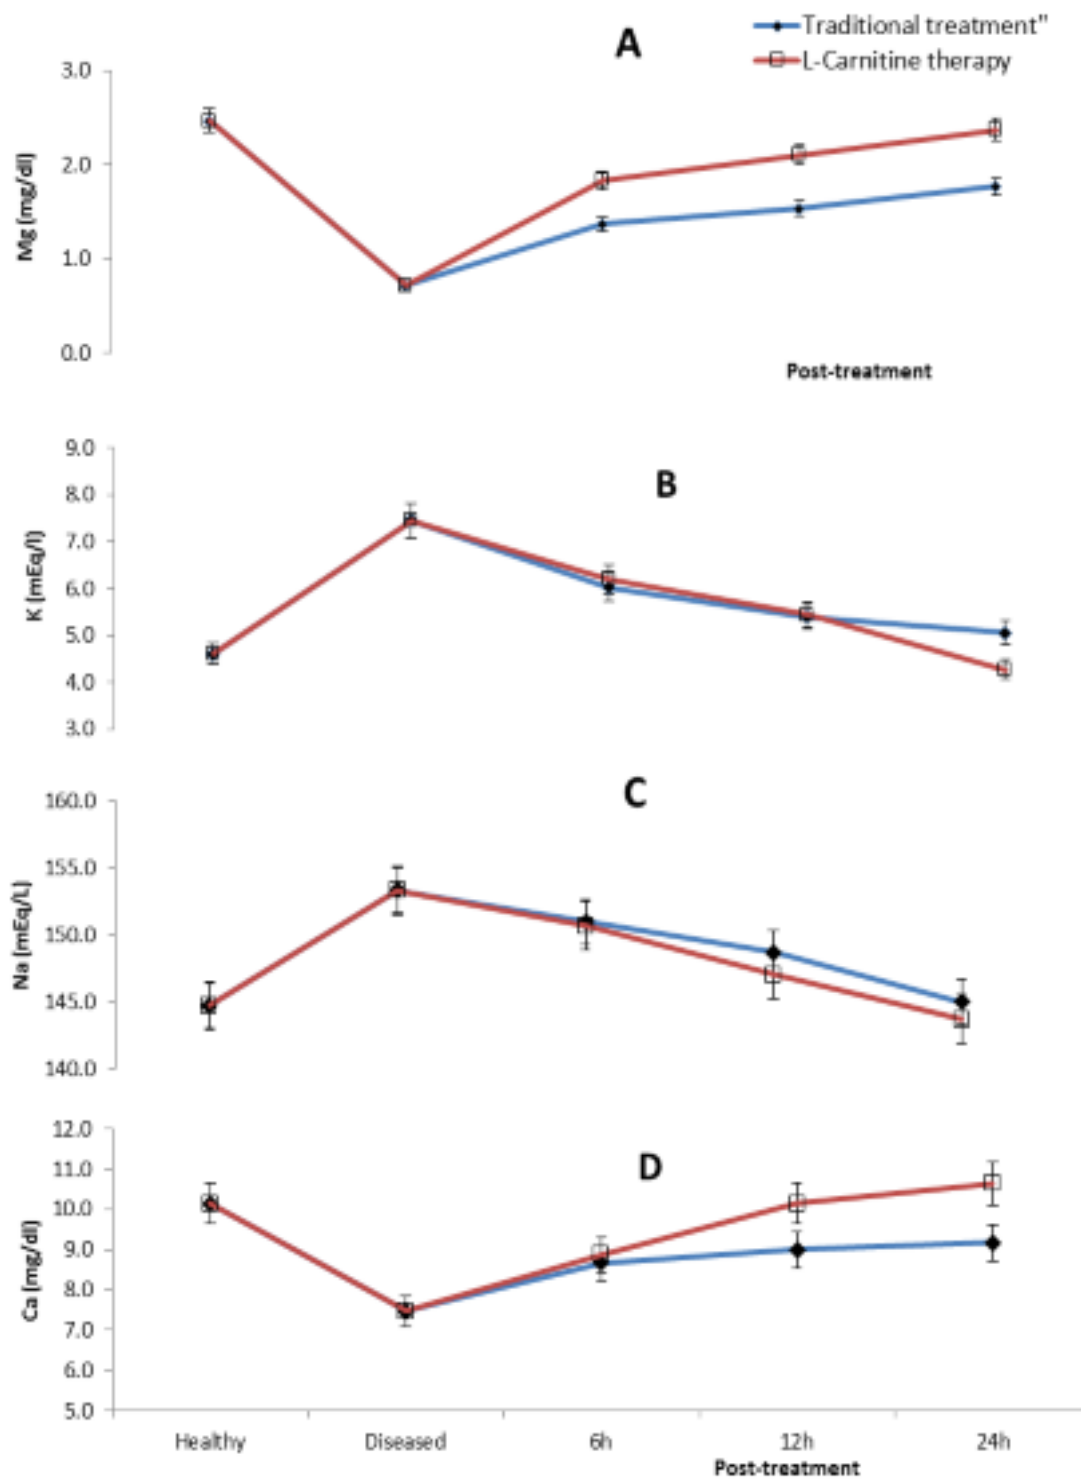 Traditional treatment"
L-Carnitine therapy
A
3.0
2.0
1.0
0.0
Mg (mg/dl)
Post-treatment
B
9.0
8.0
7.0
6.0
5.0
4.0
3.0
K (mEq/l)
C
160.0
155.0
150.0
145.0
140.0
Na (mEq/L)
D
12.0
11.0
10.0
9.0
8.0
7.0
6.0
5.0
Ca (mg/dl)
Healthy Diseased 6h 12h 24h
Post-treatment